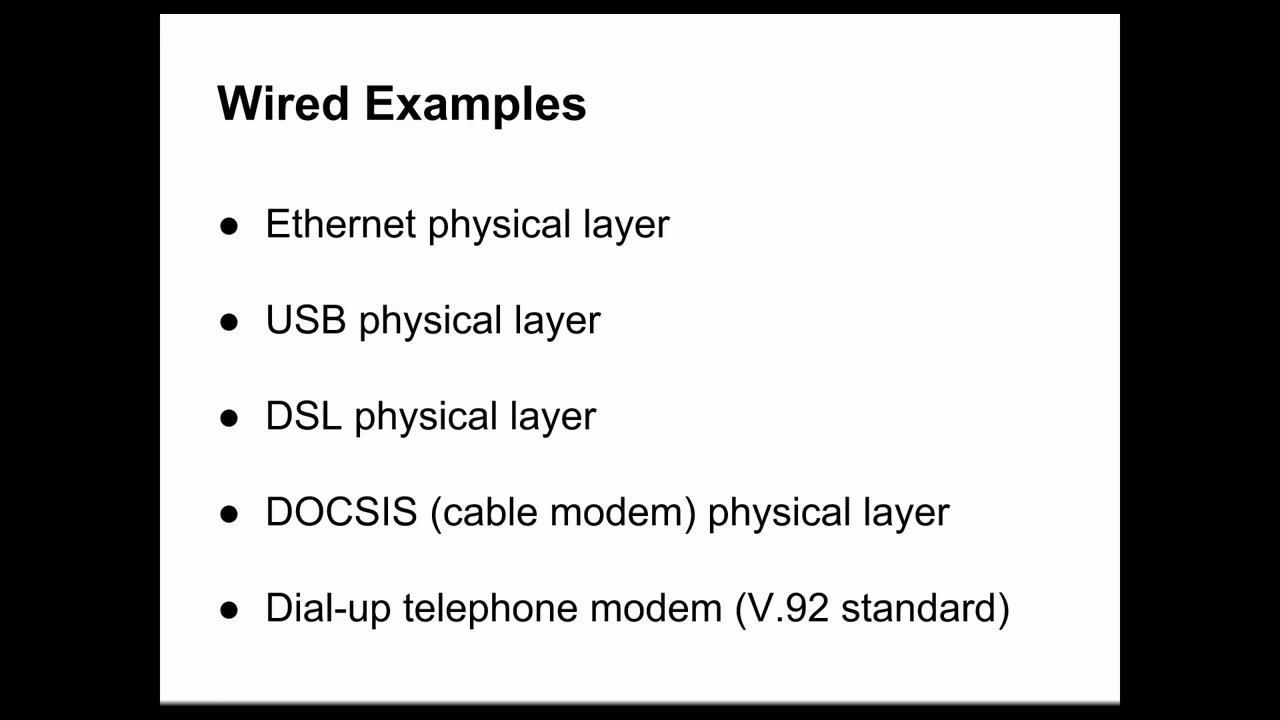 Wired Examples
● Ethernet physical layer
● USB physical layer
● DSL physical layer
● DOCSIS (cable modem) physical layer
● Dial-up telephone modem (V.92 standard)